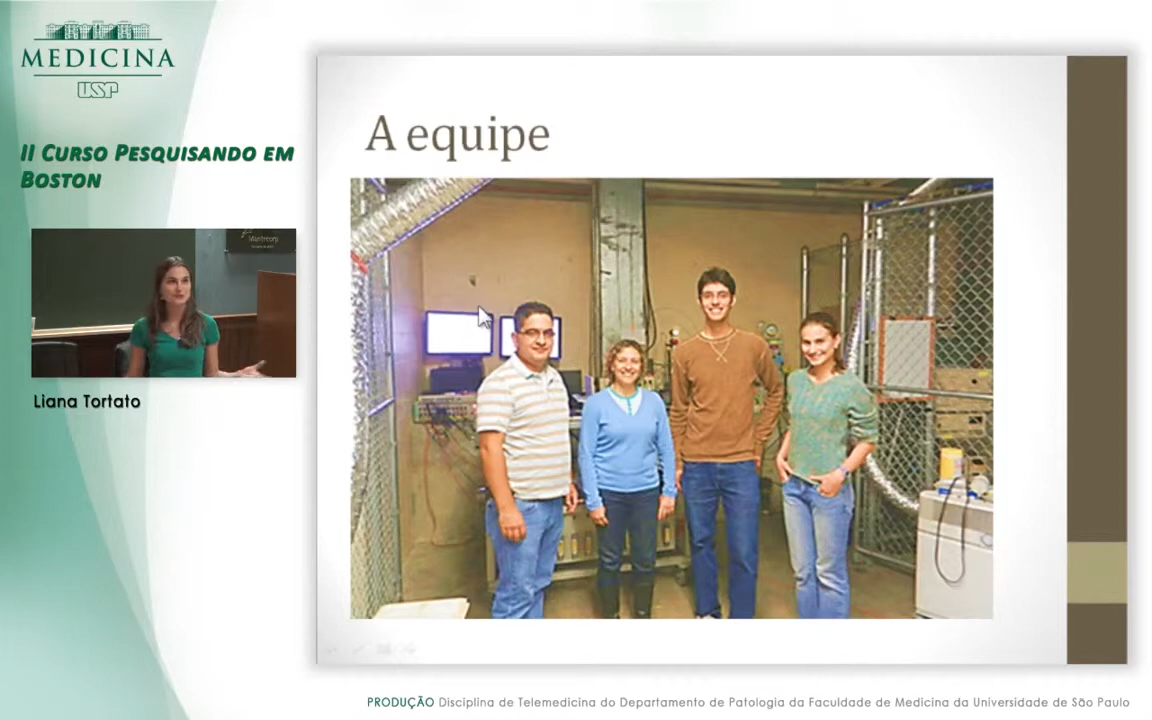 MEDICINA
USP
II CURSO PESQUISANDO EM
BOSTON
Liana Tortato
A equipe
PRODUÇÃO Disciplina de Telemedicina do Departamento de Patologia da Faculdade de Medicina da Universidade de São Paulo